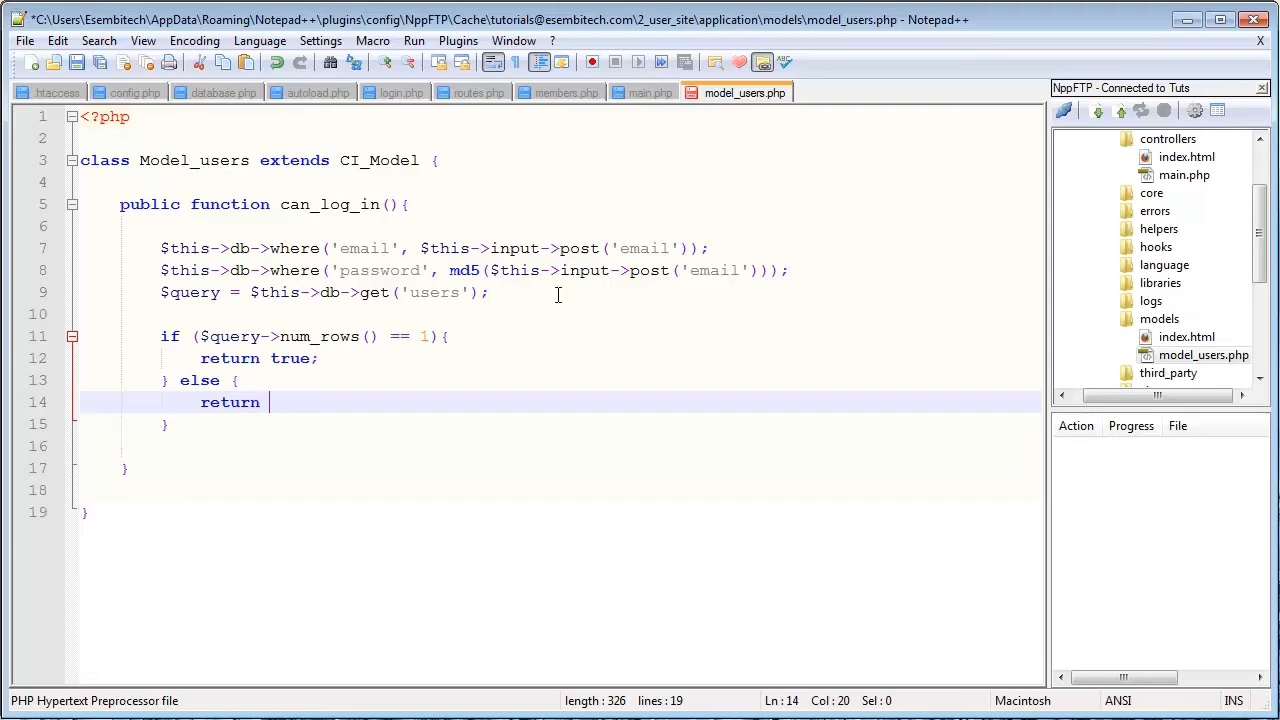 *C:\Users\Esembitech\AppData\Roaming\Notepad++\plugins\config\NppFTP\Cache\tutorials@esembitech.com\2_user_site\application\models\model_users.php - Notepad++
File Edit Search View Encoding Language Settings Macro Run Plugins Window ? X
htaccess config.php database.php autoload.php login.php routes.php members.php main.php model_users.php
1 <?php
2
3 class Model_users extends CI_Model {
4
5 public function can_log_in(){
6
7 $this->db->where('email', $this->input->post('email'));
8 $this->db->where('password', md5($this->input->post('email')));
9 $query = $this->db->get('users');
10
11 if ($query->num_rows() == 1){
12 return true;
13 } else {
14 return
15 }
16
17 }
18
19 }
NppFTP - Connected to Tuts
controllers
index.html
main.php
core
errors
helpers
hooks
language
libraries
logs
models
index.html
model_users.php
third_party
Action Progress File
PHP Hypertext Preprocessor file length : 326 lines : 19 Ln : 14 Col : 20 Sel : 0 Macintosh ANSI INS